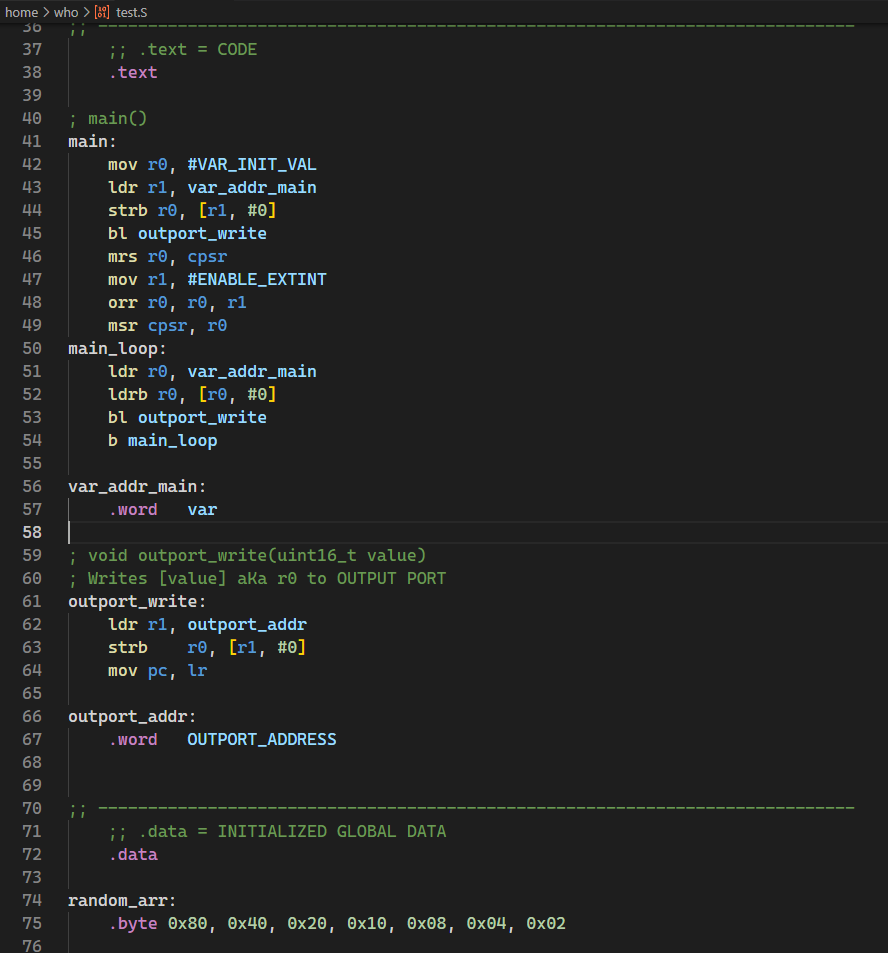 home > who > test.S
36 ;; ----------------------------------------------------------------------------
37     ;; .text = CODE
38     .text
39
40 ; main()
41 main:
42     mov r0, #VAR_INIT_VAL
43     ldr r1, var_addr_main
44     strb r0, [r1, #0]
45     bl outport_write
46     mrs r0, cpsr
47     mov r1, #ENABLE_EXTINT
48     orr r0, r0, r1
49     msr cpsr, r0
50 main_loop:
51     ldr r0, var_addr_main
52     ldrb r0, [r0, #0]
53     bl outport_write
54     b main_loop
55
56 var_addr_main:
57     .word   var
58
59 ; void outport_write(uint16_t value)
60 ; Writes [value] aKa r0 to OUTPUT PORT
61 outport_write:
62     ldr r1, outport_addr
63     strb    r0, [r1, #0]
64     mov pc, lr
65
66 outport_addr:
67     .word   OUTPORT_ADDRESS
68
69
70 ;; ----------------------------------------------------------------------------
71     ;; .data = INITIALIZED GLOBAL DATA
72     .data
73
74 random_arr:
75     .byte 0x80, 0x40, 0x20, 0x10, 0x08, 0x04, 0x02
76